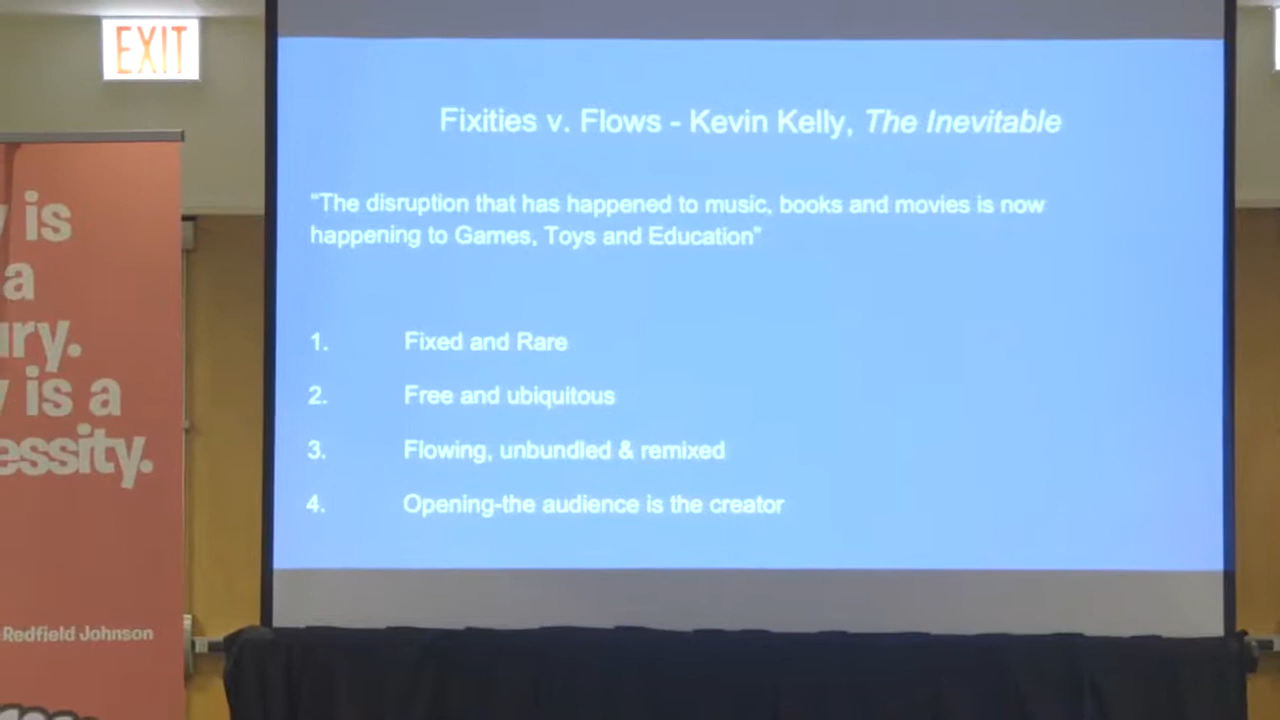 EXIT
Fixities v. Flows - Kevin Kelly, The Inevitable
"The disruption that has happened to music, books and movies is now
happening to Games, Toys and Education"
1. Fixed and Rare
2. Free and ubiquitous
3. Flowing, unbundled & remixed
4. Opening-the audience is the creator
is
a
is a
Redfield Johnson